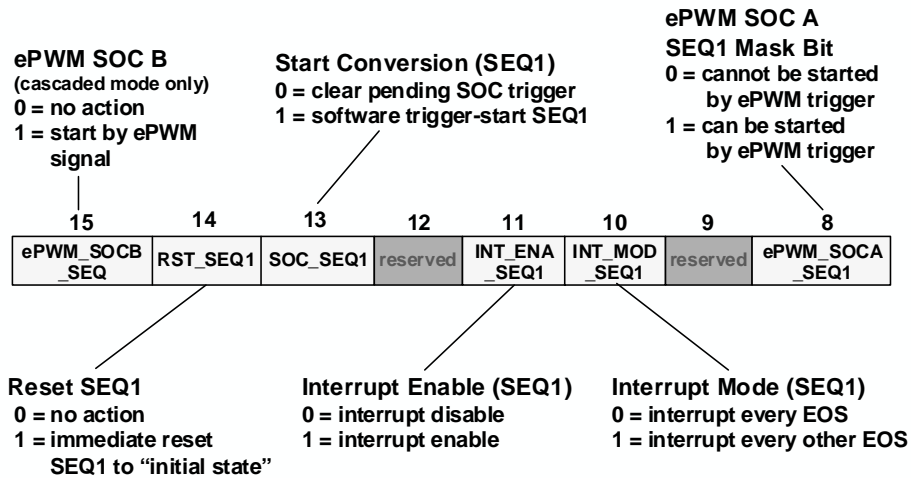 ePWM SOC B
(cascaded mode only)
0 = no action
1 = start by ePWM
signal
Start Conversion (SEQ1)
0 = clear pending SOC trigger
1 = software trigger-start SEQ1
ePWM SOC A
SEQ1 Mask Bit
0 = cannot be started
by ePWM trigger
1 = can be started
by ePWM trigger
15 14 13 12 11 10 9 8
ePWM_SOCB
_SEQ
RST_SEQ1
SOC_SEQ1
reserved
INT_ENA
_SEQ1
INT_MOD
_SEQ1
reserved
ePWM_SOCA
_SEQ1
Reset SEQ1
0 = no action
1 = immediate reset
SEQ1 to “initial state”
Interrupt Enable (SEQ1)
0 = interrupt disable
1 = interrupt enable
Interrupt Mode (SEQ1)
0 = interrupt every EOS
1 = interrupt every other EOS